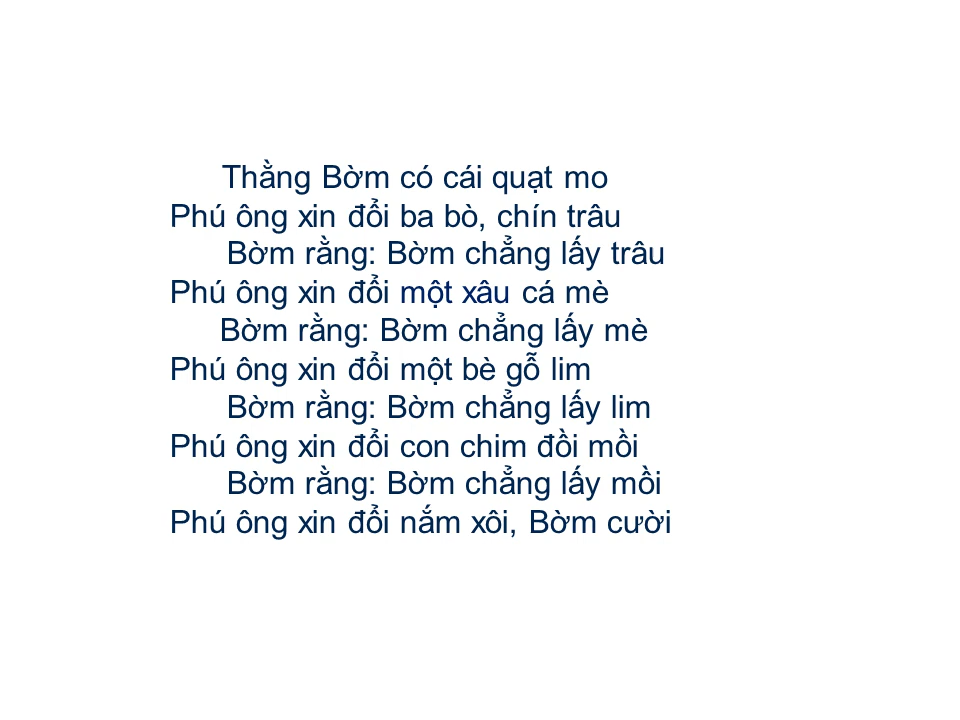 Thằng Bờm có cái quạt mo
Phú ông xin đổi ba bò, chín trâu
Bờm rằng: Bờm chẳng lấy trâu
Phú ông xin đổi một xâu cá mè
Bờm rằng: Bờm chẳng lấy mè
Phú ông xin đổi một bè gỗ lim
Bờm rằng: Bờm chẳng lấy lim
Phú ông xin đổi con chim đồi mồi
Bờm rằng: Bờm chẳng lấy mồi
Phú ông xin đổi nắm xôi, Bờm cười